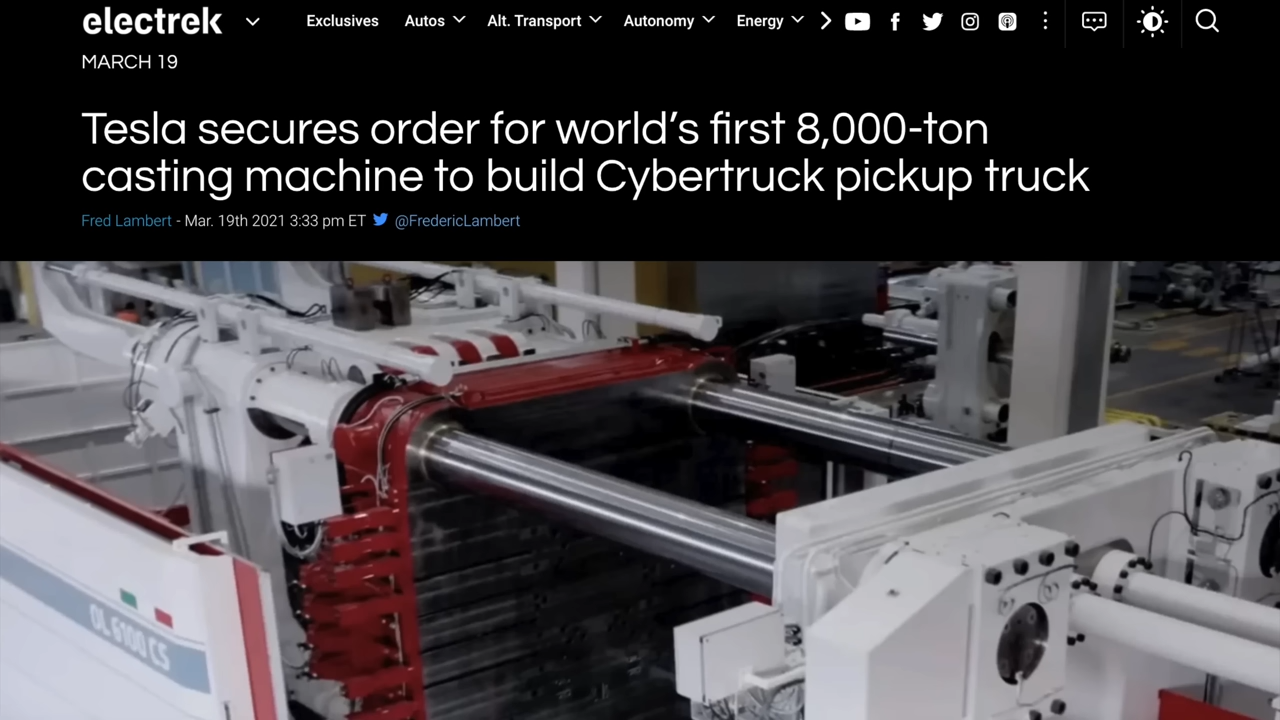 electrek
Exclusives Autos Alt. Transport Autonomy Energy
MARCH 19
Tesla secures order for world’s first 8,000-ton
casting machine to build Cybertruck pickup truck
Fred Lambert - Mar. 19th 2021 3:33 pm ET @FredericLambert
OL 6100 CS